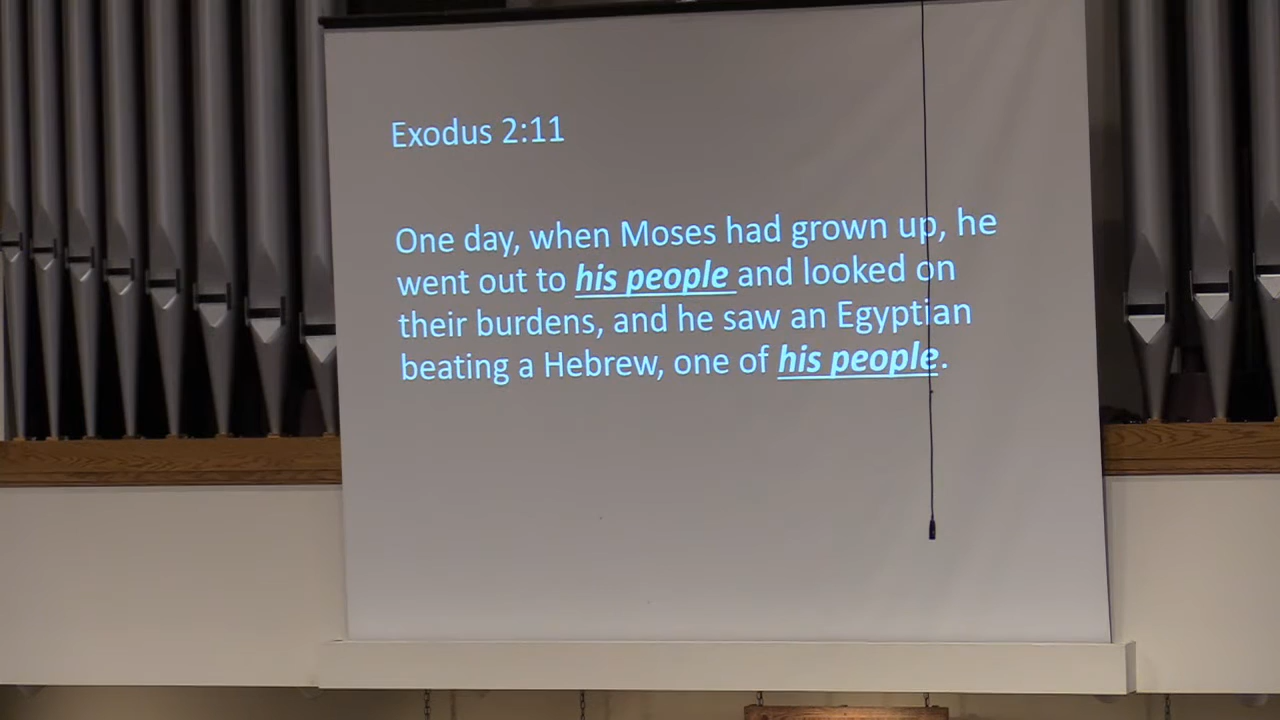 Exodus 2:11
One day, when Moses had grown up, he
went out to his people and looked on
their burdens, and he saw an Egyptian
beating a Hebrew, one of his people.